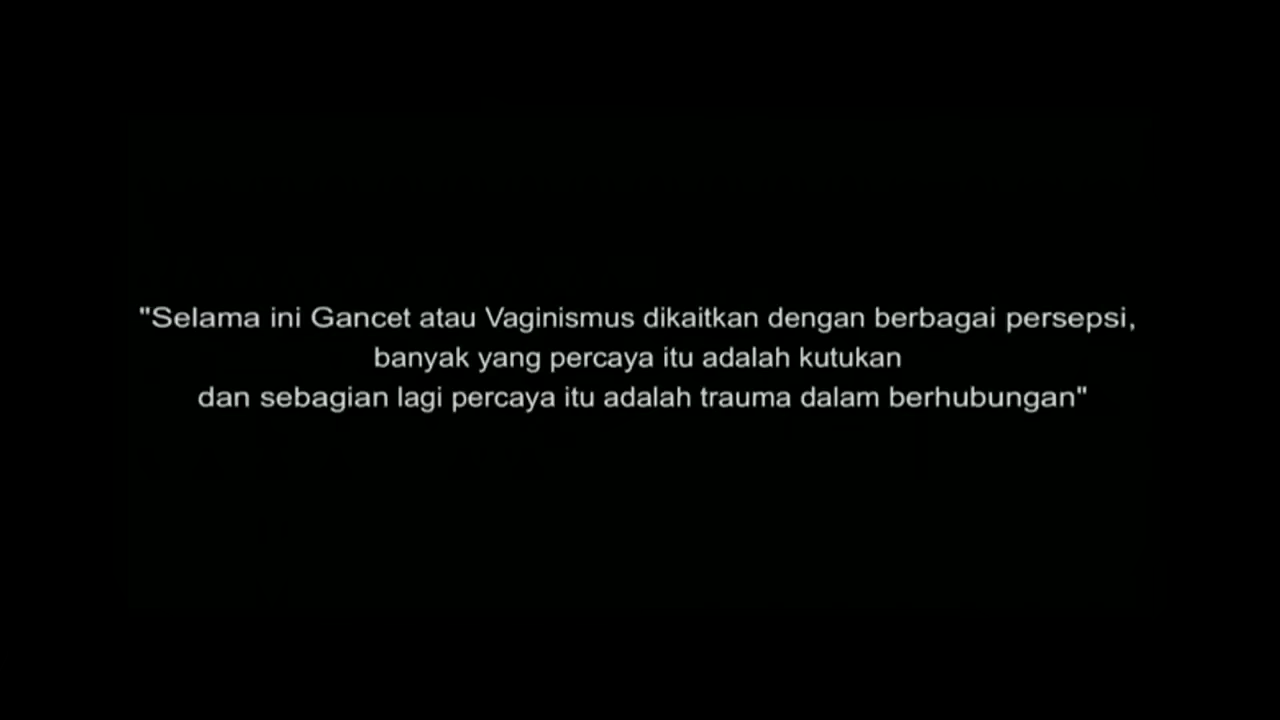 "Selama ini Gancet atau Vaginismus dikaitkan dengan berbagai persepsi,
banyak yang percaya itu adalah kutukan
dan sebagian lagi percaya itu adalah trauma dalam berhubungan"